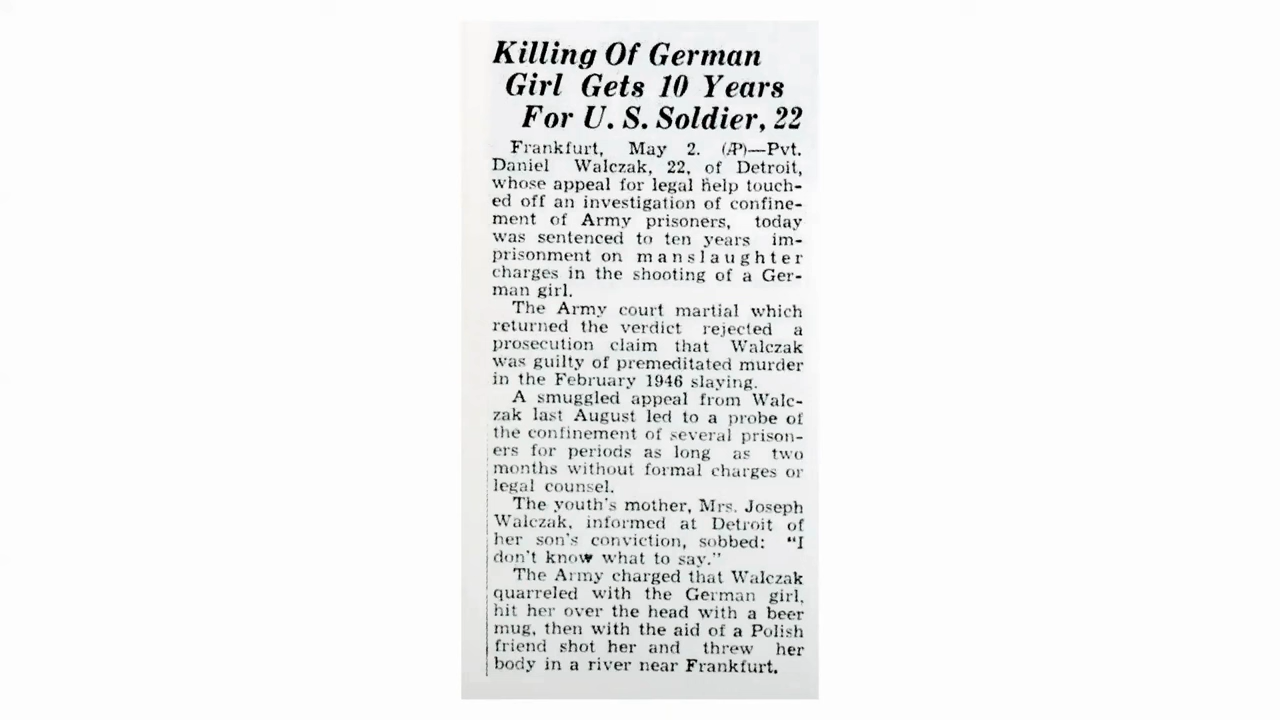 Killing Of German
Girl Gets 10 Years
For U. S. Soldier, 22
Frankfurt, May 2. (AP)—Pvt.
Daniel Walczak, 22, of Detroit,
whose appeal for legal help touch-
ed off an investigation of confine-
ment of Army prisoners, today
was sentenced to ten years im-
prisonment on manslaughter
charges in the shooting of a Ger-
man girl.
The Army court martial which
returned the verdict rejected a
prosecution claim that Walczak
was guilty of premeditated murder
in the February 1946 slaying.
A smuggled appeal from Walc-
zak last August led to a probe of
the confinement of several prison-
ers for periods as long as two
months without formal charges or
legal counsel.
The youth's mother, Mrs. Joseph
Walczak, informed at Detroit of
her son's conviction, sobbed: "I
don't know what to say."
The Army charged that Walczak
quarreled with the German girl,
hit her over the head with a beer
mug, then with the aid of a Polish
friend shot her and threw her
body in a river near Frankfurt.